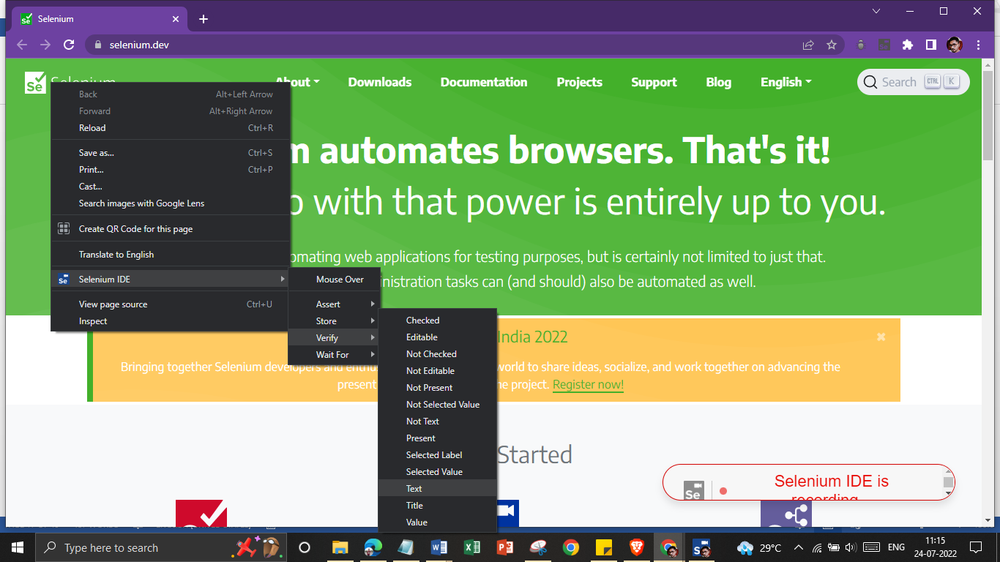 Selenium
selenium.dev
Se
About Downloads Documentation Projects Support Blog English Search CTRL K
Back Alt+Left Arrow
Forward Alt+Right Arrow
Reload Ctrl+R
Save as... Ctrl+S
Print... Ctrl+P
Cast...
Search images with Google Lens
Create QR Code for this page
Translate to English
Se Selenium IDE
View page source Ctrl+U
Inspect
Mouse Over
Assert
Store
Verify
Wait For
Checked
Editable
Not Checked
Not Editable
Not Present
Not Selected Value
Not Text
Present
Selected Label
Selected Value
Text
Title
Value
automates browsers. That's it!
with that power is entirely up to you.
web applications for testing purposes, but is certainly not limited to just that.
tasks can (and should) also be automated as well.
India 2022
Bringing together Selenium developers and world to share ideas, socialize, and work together on advancing the
present project. Register now!
Started
Se Selenium IDE is
recording
Type here to search
29°C ENG 11:15
24-07-2022